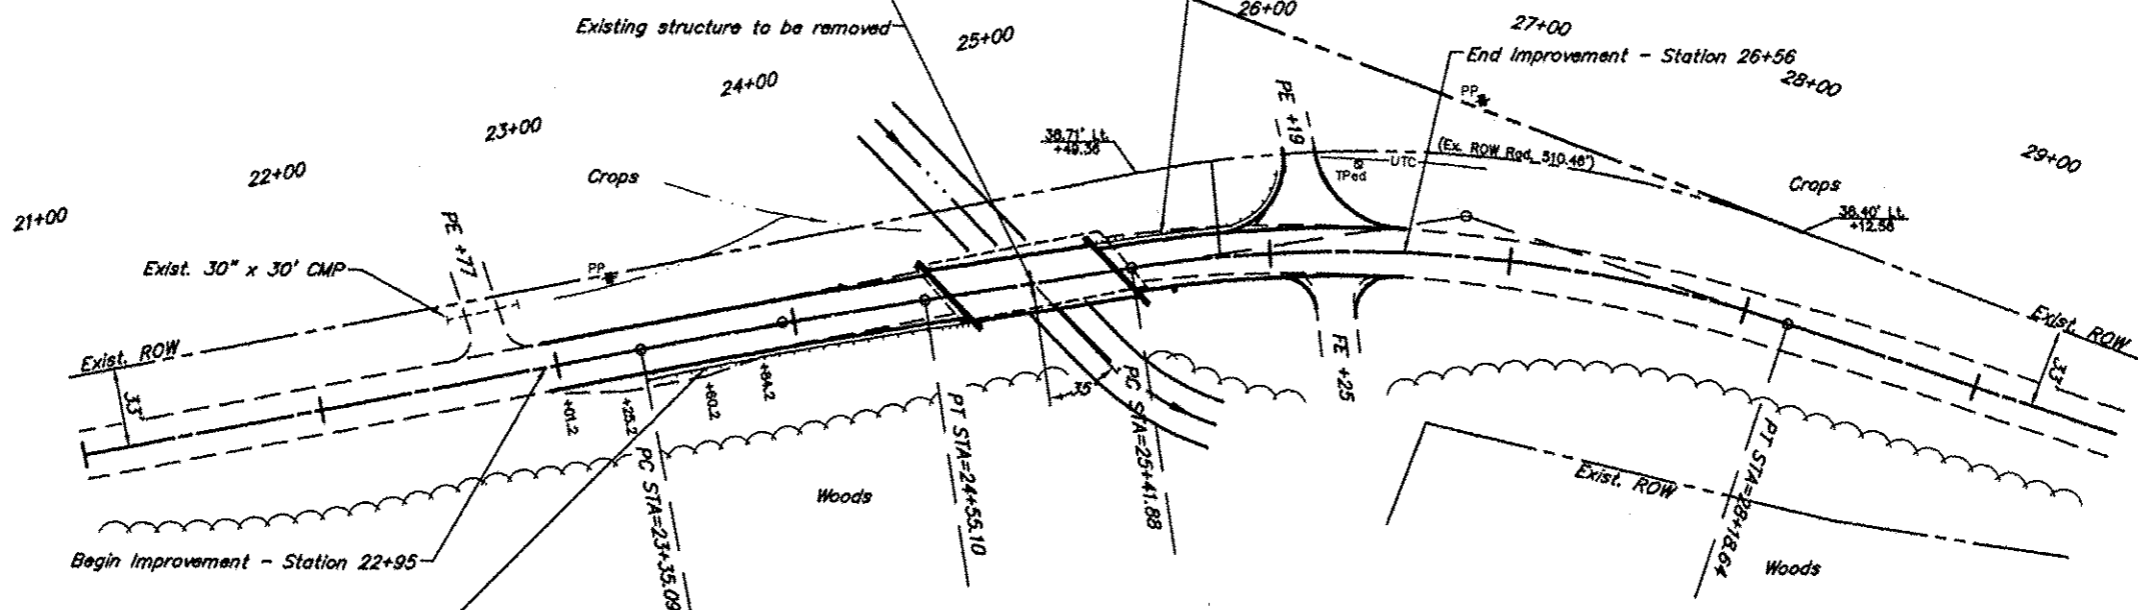 Existing structure to be removed
26+00
25+00
27+00
End Improvement - Station 26+56
28+00
24+00
PP
23+00
PE +19
36.71' Lt.
+49.36
(Ex. ROW Rad. 510.46')
UTC
TPed
29+00
22+00
Crops
Crops
21+00
PE +77
36.40' Lt.
+12.58
Exist. 30" x 30' CMP
PP
Exist. ROW
Exist. ROW
33'
33'
+01.2
+25.2
+60.2
+84.2
35°
PE +25
PC STA=23+35.09
PT STA=24+55.10
PC STA=25+41.88
PT STA=28+18.64
Woods
Exist. ROW
Begin Improvement - Station 22+95
Woods